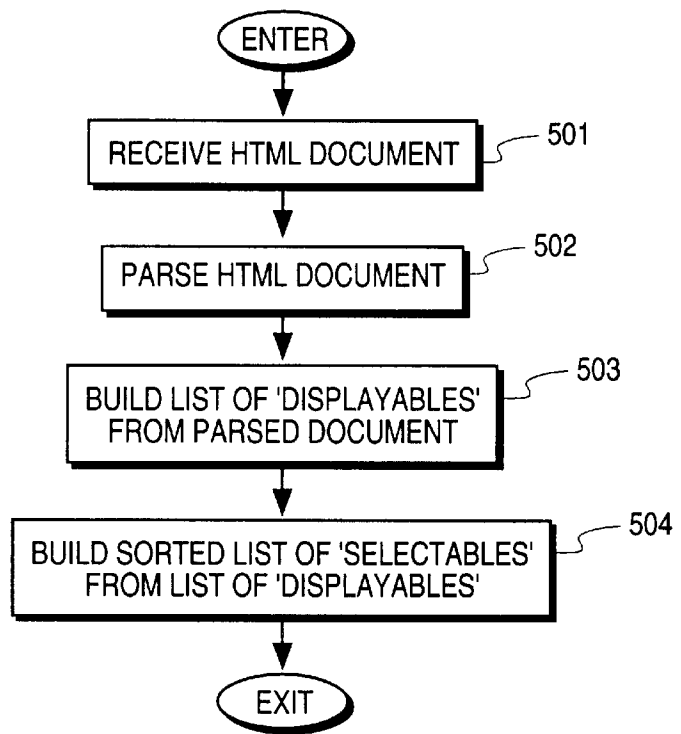 ENTER
RECEIVE HTML DOCUMENT
501
PARSE HTML DOCUMENT
502
BUILD LIST OF 'DISPLAYABLES'
FROM PARSED DOCUMENT
503
BUILD SORTED LIST OF 'SELECTABLES'
FROM LIST OF 'DISPLAYABLES'
504
EXIT